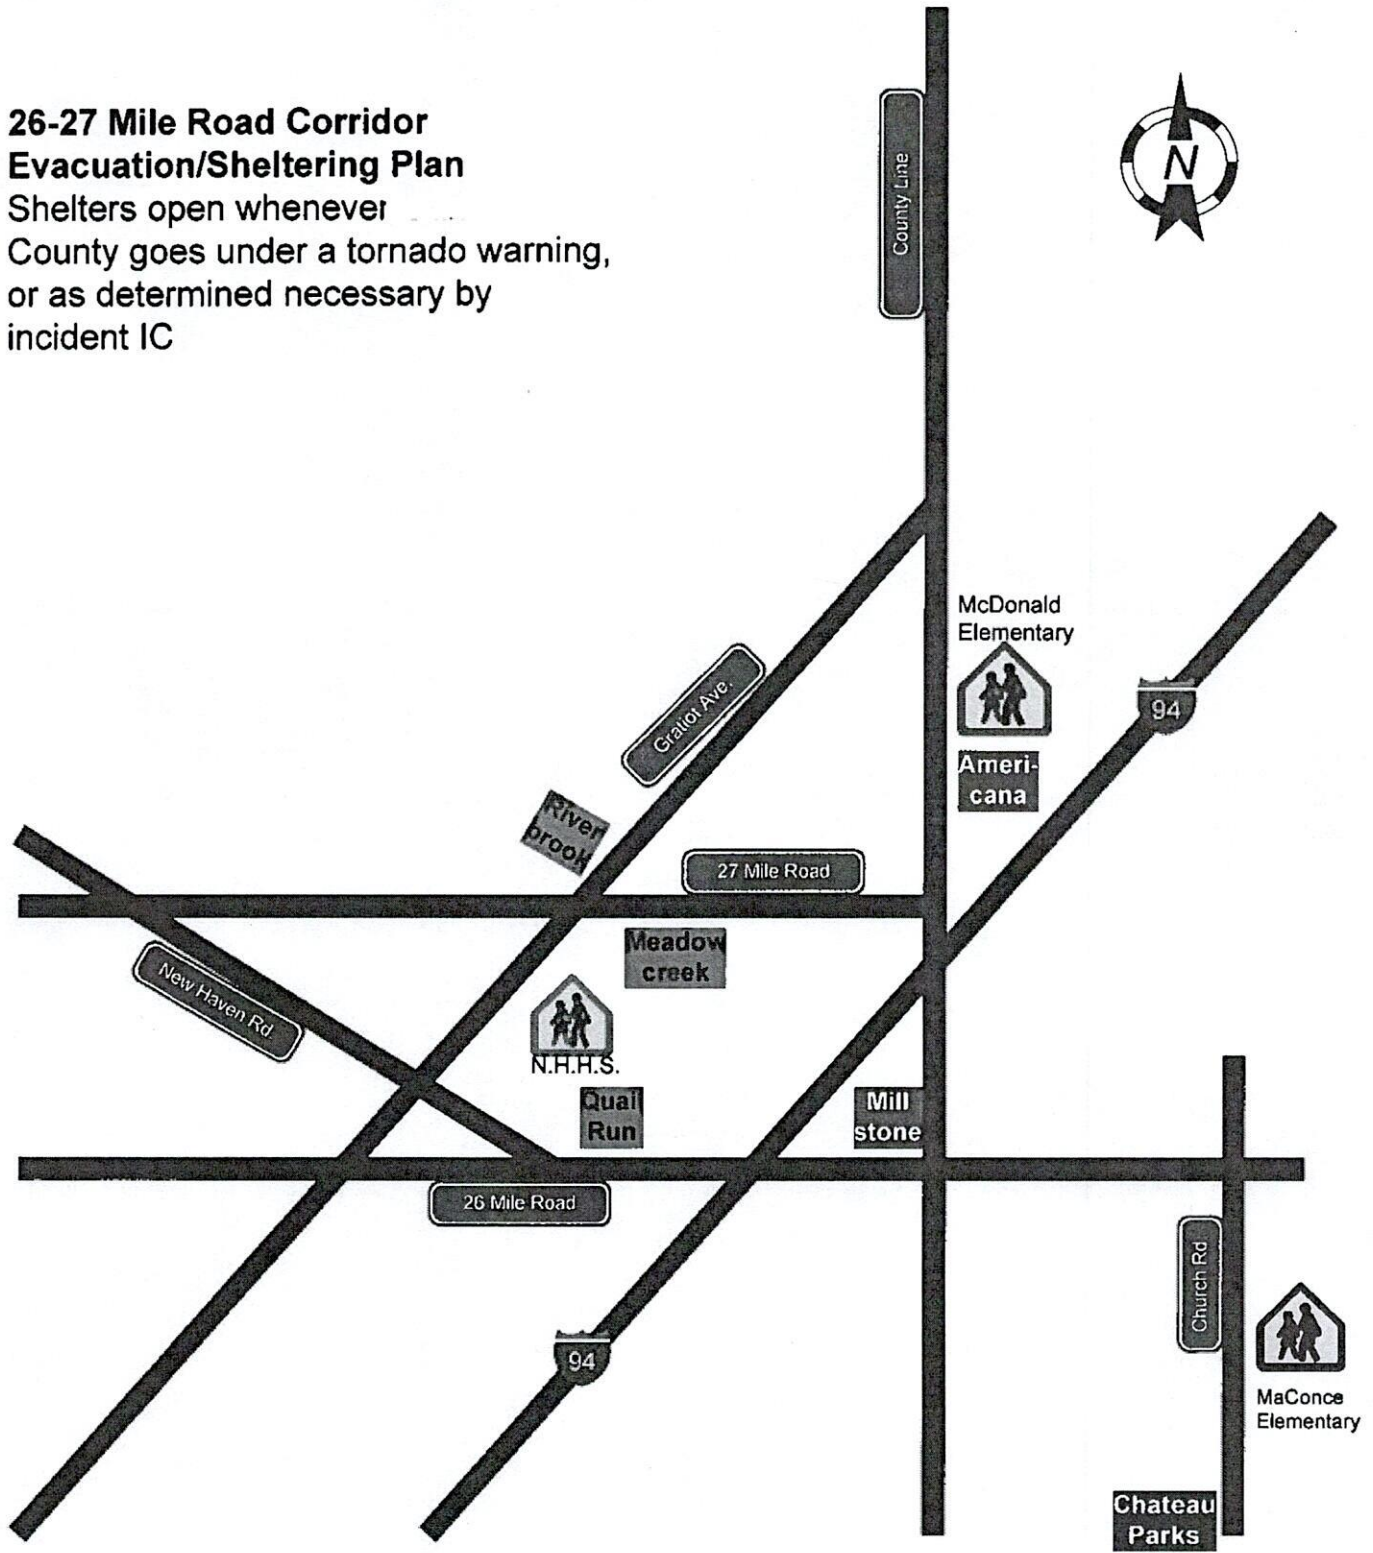 26-27 Mile Road Corridor
Evacuation/Sheltering Plan
Shelters open whenever
County goes under a tornado warning,
or as determined necessary by
incident IC
County Line
N
McDonald
Elementary
94
Ameri-
cana
Gratiot Ave.
River
brook
27 Mile Road
Meadow
creek
New Haven Rd.
N.H.H.S.
Quail
Run
Mill
stone
26 Mile Road
Church Rd
94
MaConce
Elementary
Chateau
Parks